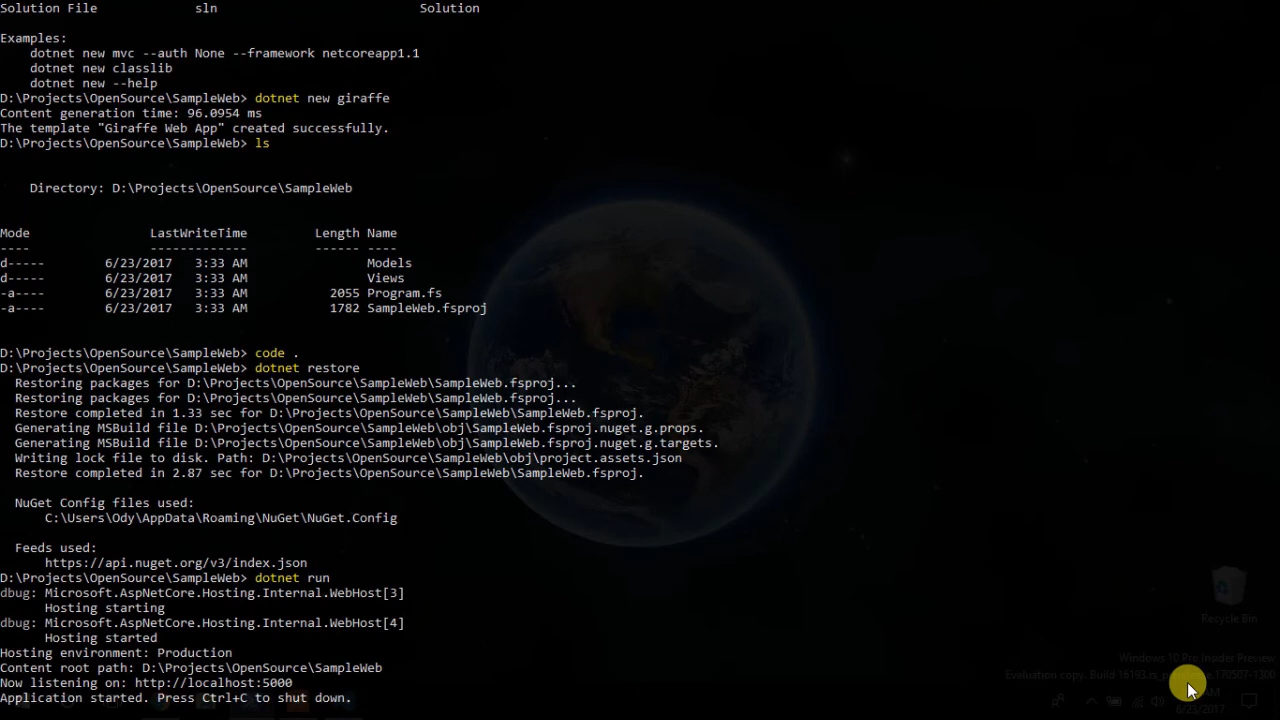 Solution File         sln                           Solution
Examples:
    dotnet new mvc --auth None --framework netcoreapp1.1
    dotnet new classlib
    dotnet new --help
D:\Projects\OpenSource\SampleWeb> dotnet new giraffe
Content generation time: 96.0954 ms
The template "Giraffe Web App" created successfully.
D:\Projects\OpenSource\SampleWeb> ls
    Directory: D:\Projects\OpenSource\SampleWeb
Mode                LastWriteTime         Length Name
----                -------------         ------ ----
d-----        6/23/2017   3:33 AM                Models
d-----        6/23/2017   3:33 AM                Views
-a----        6/23/2017   3:33 AM           2055 Program.fs
-a----        6/23/2017   3:33 AM           1782 SampleWeb.fsproj
D:\Projects\OpenSource\SampleWeb> code .
D:\Projects\OpenSource\SampleWeb> dotnet restore
  Restoring packages for D:\Projects\OpenSource\SampleWeb\SampleWeb.fsproj...
  Restoring packages for D:\Projects\OpenSource\SampleWeb\SampleWeb.fsproj...
  Restore completed in 1.33 sec for D:\Projects\OpenSource\SampleWeb\SampleWeb.fsproj.
  Generating MSBuild file D:\Projects\OpenSource\SampleWeb\obj\SampleWeb.fsproj.nuget.g.props.
  Generating MSBuild file D:\Projects\OpenSource\SampleWeb\obj\SampleWeb.fsproj.nuget.g.targets.
  Writing lock file to disk. Path: D:\Projects\OpenSource\SampleWeb\obj\project.assets.json
  Restore completed in 2.87 sec for D:\Projects\OpenSource\SampleWeb\SampleWeb.fsproj.
  NuGet Config files used:
      C:\Users\Ody\AppData\Roaming\NuGet\NuGet.Config
  Feeds used:
      https://api.nuget.org/v3/index.json
D:\Projects\OpenSource\SampleWeb> dotnet run
dbug: Microsoft.AspNetCore.Hosting.Internal.WebHost[3]
      Hosting starting
dbug: Microsoft.AspNetCore.Hosting.Internal.WebHost[4]
      Hosting started
Hosting environment: Production
Content root path: D:\Projects\OpenSource\SampleWeb
Now listening on: http://localhost:5000
Application started. Press Ctrl+C to shut down.
Recycle Bin
Windows 10 Pro Insider Preview
Evaluation copy. Build 16193.rs_ 170507-1300
AM
6/23/2017